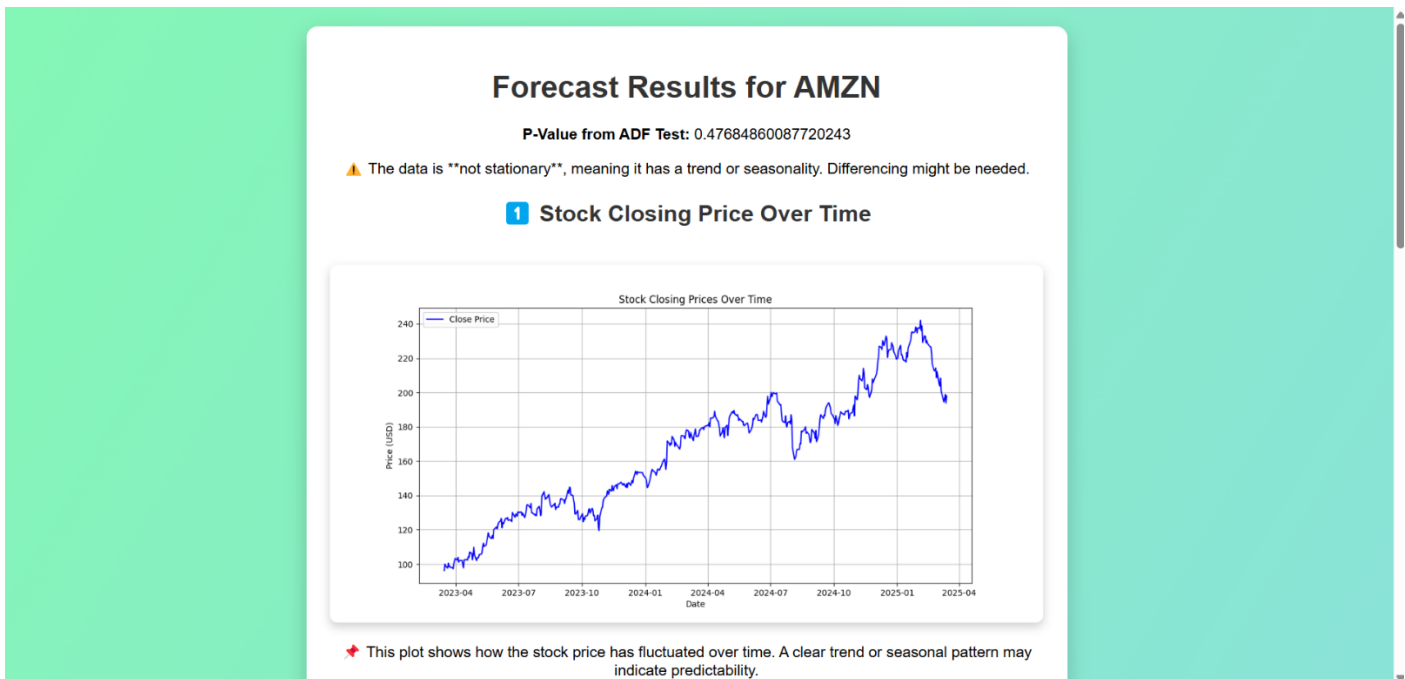 Forecast Results for AMZN
P-Value from ADF Test: 0.47684860087720243
⚠️ The data is **not stationary**, meaning it has a trend or seasonality. Differencing might be needed.
1️⃣ Stock Closing Price Over Time
Stock Closing Prices Over Time
Close Price
240
220
200
180
160
140
120
100
Price (USD)
2023-04 2023-07 2023-10 2024-01 2024-04 2024-07 2024-10 2025-01 2025-04
Date
📌 This plot shows how the stock price has fluctuated over time. A clear trend or seasonal pattern may
indicate predictability.